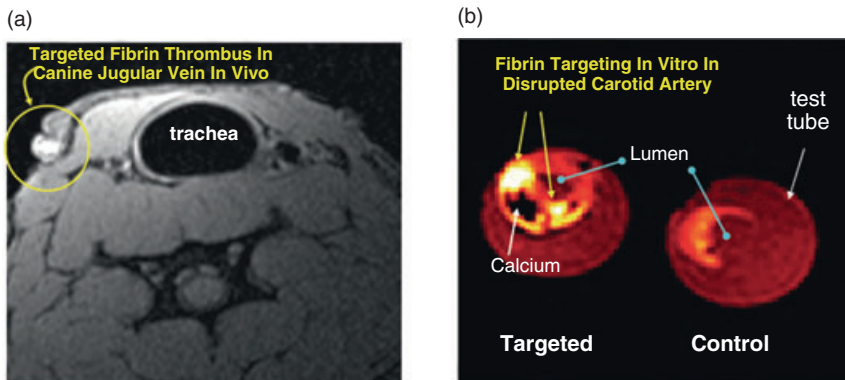 (a)
Targeted Fibrin Thrombus In
Canine Jugular Vein In Vivo
trachea
(b)
Fibrin Targeting In Vitro In
Disrupted Carotid Artery
test
tube
Lumen
Calcium
Targeted
Control